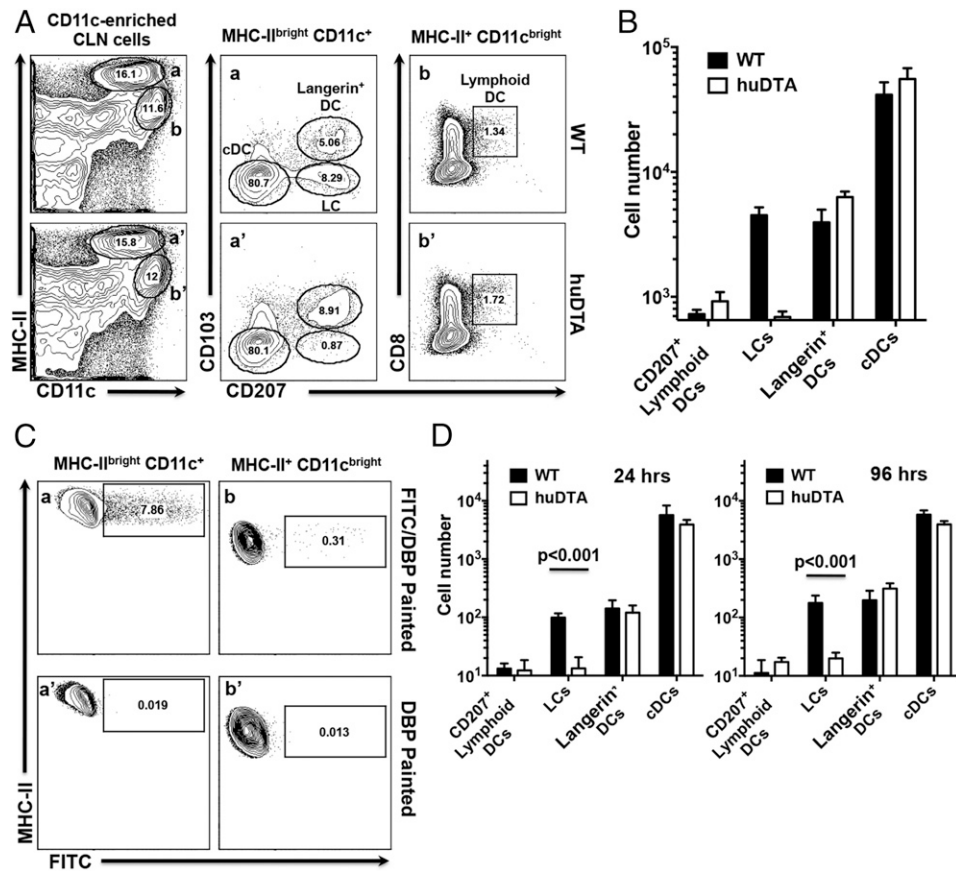 A
CD11c-enriched
CLN cells
MHC-II^bright CD11c^+
MHC-II^+ CD11c^bright
16.1
a
11.6
b
a
Langerin^+
DC
5.06
cDC
80.7
8.29
LC
b
Lymphoid
DC
1.34
WT
15.8
a'
12
b'
a'
8.91
80.1
0.87
b'
1.72
huDTA
MHC-II
CD11c
CD103
CD207
CD8
B
10^5
10^4
10^3
Cell number
WT
huDTA
CD207^+
Lymphoid
DCs
LCs
Langerin^+
DCs
cDCs
C
MHC-II^bright CD11c^+
MHC-II^+ CD11c^bright
a
7.86
b
0.31
FITC/DBP Painted
a'
0.019
b'
0.013
DBP Painted
MHC-II
FITC
D
WT
huDTA
24 hrs
p<0.001
Cell number
10^4
10^3
10^2
10^1
CD207^+
Lymphoid
DCs
LCs
Langerin^+
DCs
cDCs
WT
huDTA
96 hrs
p<0.001
10^4
10^3
10^2
10^1
CD207^+
Lymphoid
DCs
LCs
Langerin^+
DCs
cDCs